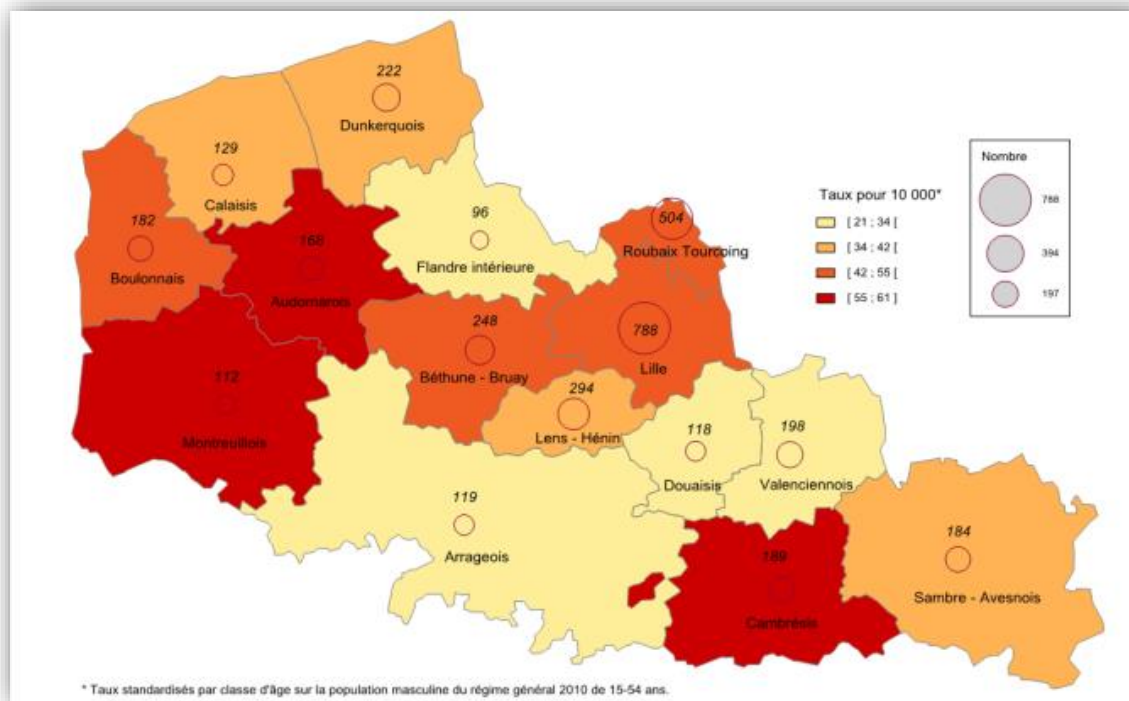 222
Dunkerquois
129
Calaisis
182
Boulonnais
168
Audomarois
96
Flandre intérieure
504
Roubaix Tourcoing
248
Béthune - Bruay
788
Lille
112
Montreuillois
294
Lens - Hénin
118
Douaisis
198
Valenciennois
119
Arrageois
189
Cambrésis
184
Sambre - Avesnois
Taux pour 10 000*
[ 21 ; 34 [
[ 34 ; 42 [
[ 42 ; 55 [
[ 55 ; 61 ]
Nombre
788
394
197
* Taux standardisés par classe d'âge sur la population masculine du régime général 2010 de 15-54 ans.